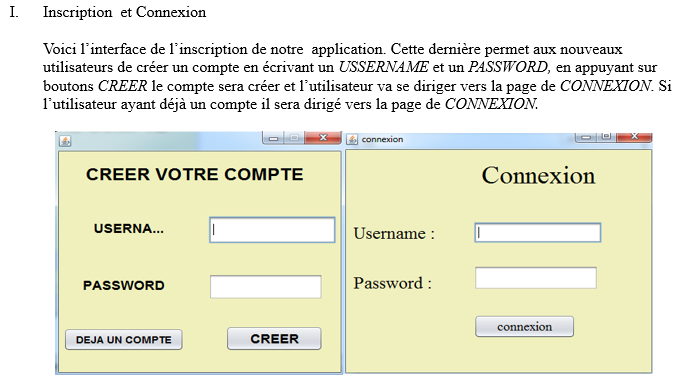 I. Inscription et Connexion
Voici l'interface de l'inscription de notre application. Cette dernière permet aux nouveaux
utilisateurs de créer un compte en écrivant un USSERNAME et un PASSWORD, en appuyant sur
boutons CREER le compte sera créer et l'utilisateur va se diriger vers la page de CONNEXION. Si
l'utilisateur ayant déjà un compte il sera dirigé vers la page de CONNEXION.
CREER VOTRE COMPTE
USERNA...
PASSWORD
DEJA UN COMPTE
CREER
connexion
Connexion
Username :
Password :
connexion